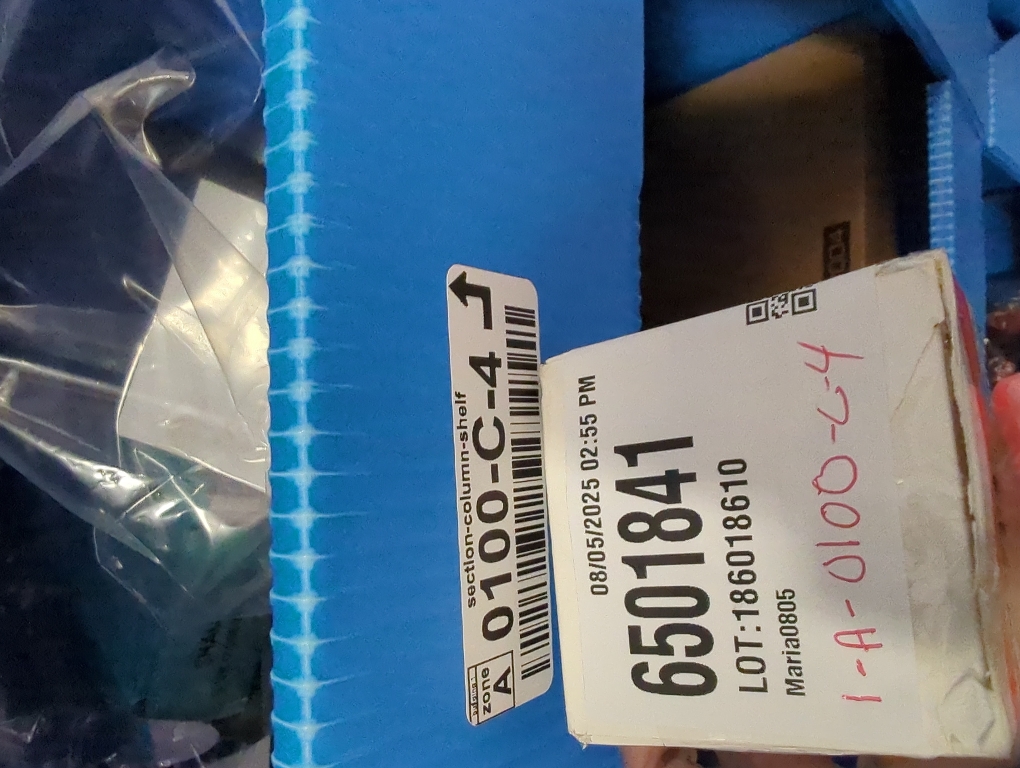 section-column-shelf
zone
A 0100-C-4
08/05/2025 02:55 PM
6501841
LOT:186018610
Maria0805
1-A-0100-C-4